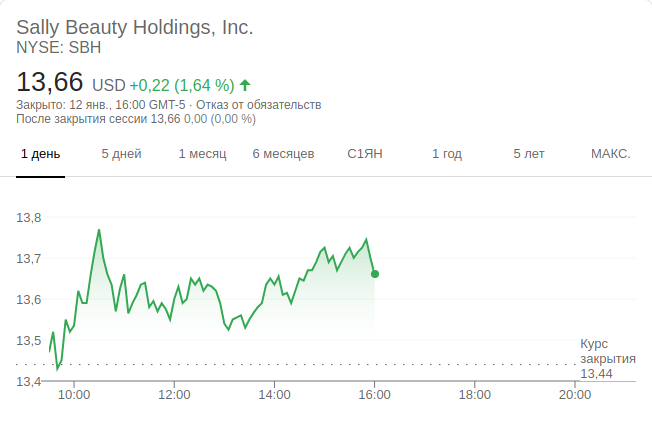 Sally Beauty Holdings, Inc.
NYSE: SBH
13,66 USD +0,22 (1,64 %)
Закрыто: 12 янв., 16:00 GMT-5 · Отказ от обязательств
После закрытия сессии 13,66 0,00 (0,00 %)
1 день 5 дней 1 месяц 6 месяцев С1ЯН 1 год 5 лет МАКС.
13,8
13,7
13,6
13,5
13,4
Курс
закрытия
13,44
10:00 12:00 14:00 16:00 18:00 20:00